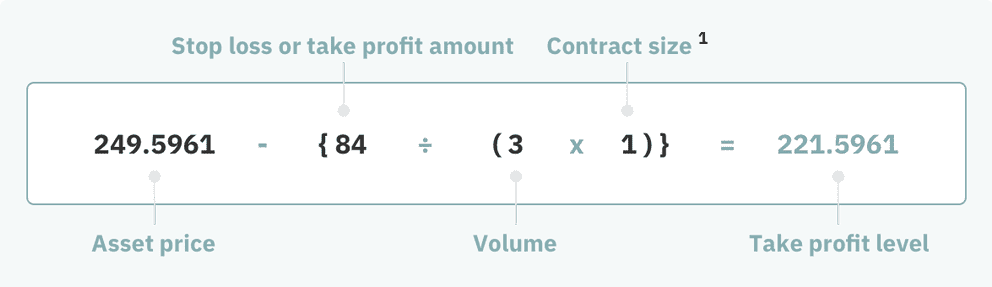 Stop loss or take profit amount Contract size 1
249.5961 - {84 ÷ (3 x 1)} = 221.5961
Asset price Volume Take profit level